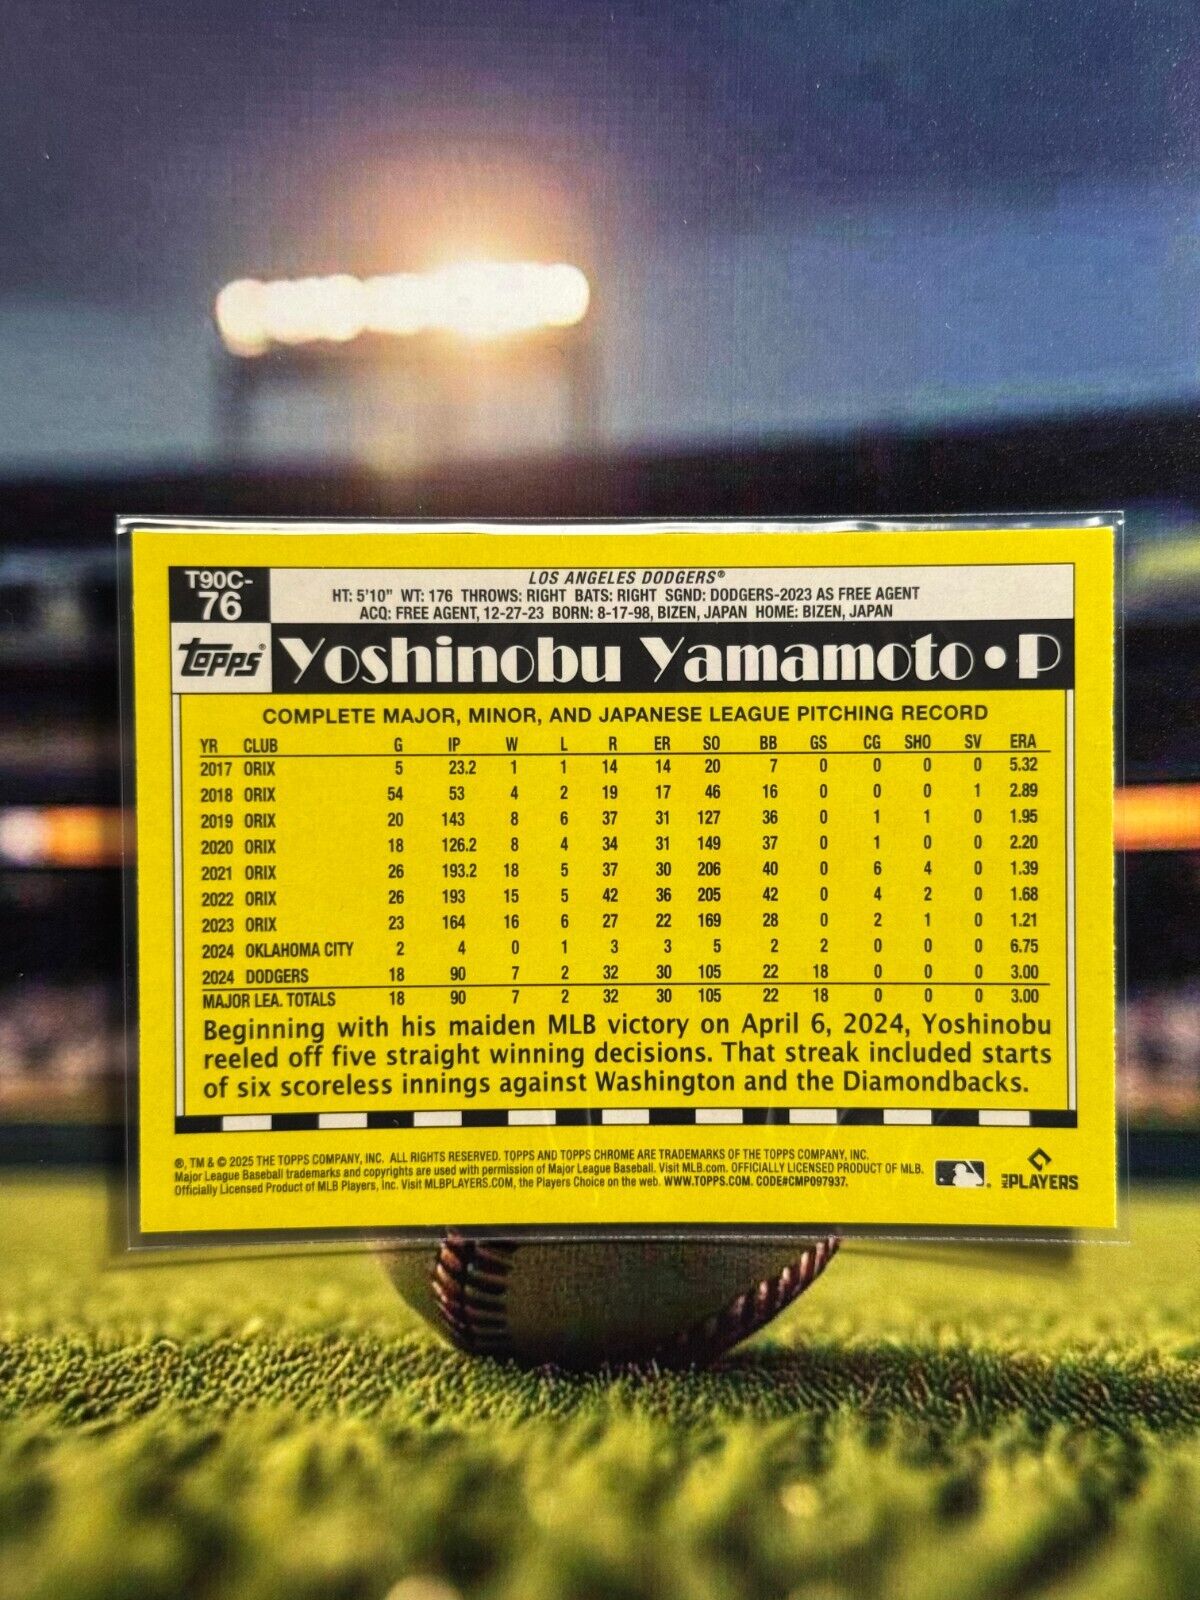 T90C-
76
LOS ANGELES DODGERS®
HT: 5'10" WT: 176 THROWS: RIGHT BATS: RIGHT SGND: DODGERS-2023 AS FREE AGENT
ACQ: FREE AGENT, 12-27-23 BORN: 8-17-98, BIZEN, JAPAN HOME: BIZEN, JAPAN
Topps® Yoshinobu Yamamoto • P
COMPLETE MAJOR, MINOR, AND JAPANESE LEAGUE PITCHING RECORD
YR CLUB G IP W L R ER SO BB GS CG SHO SV ERA
2017 ORIX 5 23.2 1 1 14 14 20 7 0 0 0 0 5.32
2018 ORIX 54 53 4 2 19 17 46 16 0 0 0 1 2.89
2019 ORIX 20 143 8 6 37 31 127 36 0 1 1 0 1.95
2020 ORIX 18 126.2 8 4 34 31 149 37 0 1 0 0 2.20
2021 ORIX 26 193.2 18 5 37 30 206 40 0 6 4 0 1.39
2022 ORIX 26 193 15 5 42 36 205 42 0 4 2 0 1.68
2023 ORIX 23 164 16 6 27 22 169 28 0 2 1 0 1.21
2024 OKLAHOMA CITY 2 4 0 1 3 3 5 2 2 0 0 0 6.75
2024 DODGERS 18 90 7 2 32 30 105 22 18 0 0 0 3.00
MAJOR LEA. TOTALS 18 90 7 2 32 30 105 22 18 0 0 0 3.00
Beginning with his maiden MLB victory on April 6, 2024, Yoshinobu
reeled off five straight winning decisions. That streak included starts
of six scoreless innings against Washington and the Diamondbacks.
®, TM & © 2025 THE TOPPS COMPANY, INC. ALL RIGHTS RESERVED. TOPPS AND TOPPS CHROME ARE TRADEMARKS OF THE TOPPS COMPANY, INC.
Major League Baseball trademarks and copyrights are used with permission of Major League Baseball. Visit MLB.com. OFFICIALLY LICENSED PRODUCT OF MLB.
Officially Licensed Product of MLB Players, Inc. Visit MLBPLAYERS.COM, the Players Choice on the web. WWW.TOPPS.COM. CODE#CMP097937.
MLB PLAYERS